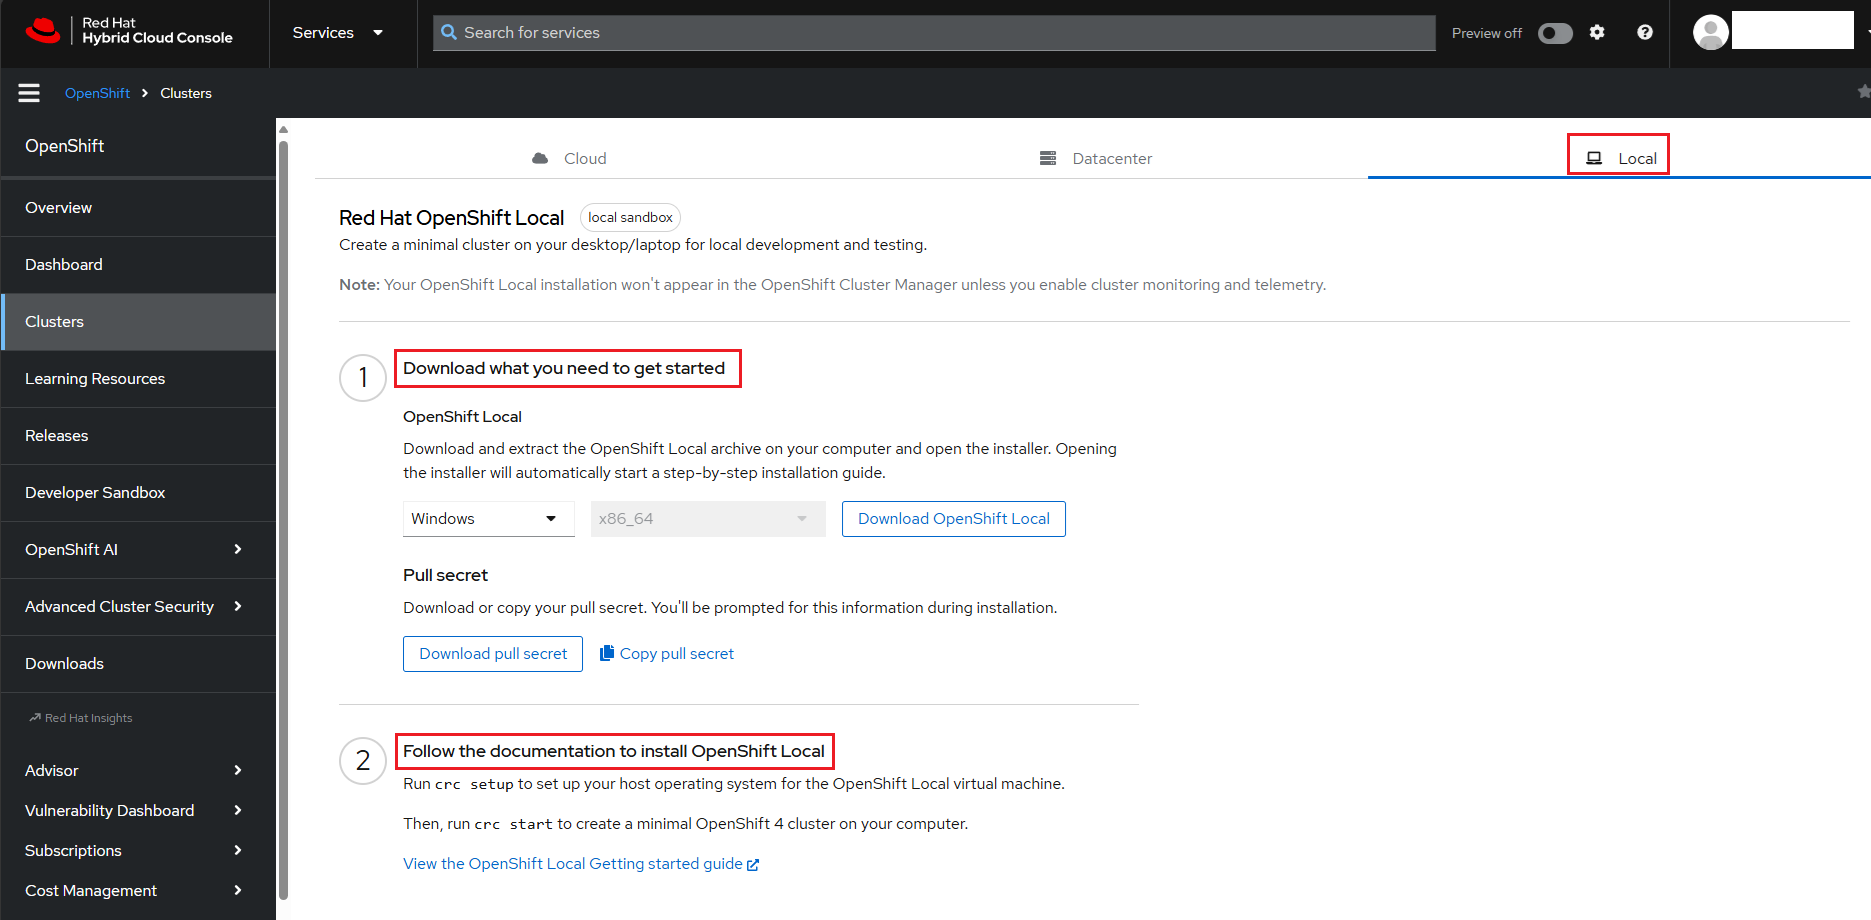 Red Hat
Hybrid Cloud Console
Services
Search for services
Preview off
OpenShift
Clusters
OpenShift
Overview
Dashboard
Clusters
Learning Resources
Releases
Developer Sandbox
OpenShift AI
Advanced Cluster Security
Downloads
Red Hat Insights
Advisor
Vulnerability Dashboard
Subscriptions
Cost Management
Cloud
Datacenter
Local
Red Hat OpenShift Local
local sandbox
Create a minimal cluster on your desktop/laptop for local development and testing.
Note: Your OpenShift Local installation won't appear in the OpenShift Cluster Manager unless you enable cluster monitoring and telemetry.
1
Download what you need to get started
OpenShift Local
Download and extract the OpenShift Local archive on your computer and open the installer. Opening
the installer will automatically start a step-by-step installation guide.
Windows
x86_64
Download OpenShift Local
Pull secret
Download or copy your pull secret. You'll be prompted for this information during installation.
Download pull secret
Copy pull secret
2
Follow the documentation to install OpenShift Local
Run crc setup to set up your host operating system for the OpenShift Local virtual machine.
Then, run crc start to create a minimal OpenShift 4 cluster on your computer.
View the OpenShift Local Getting started guide